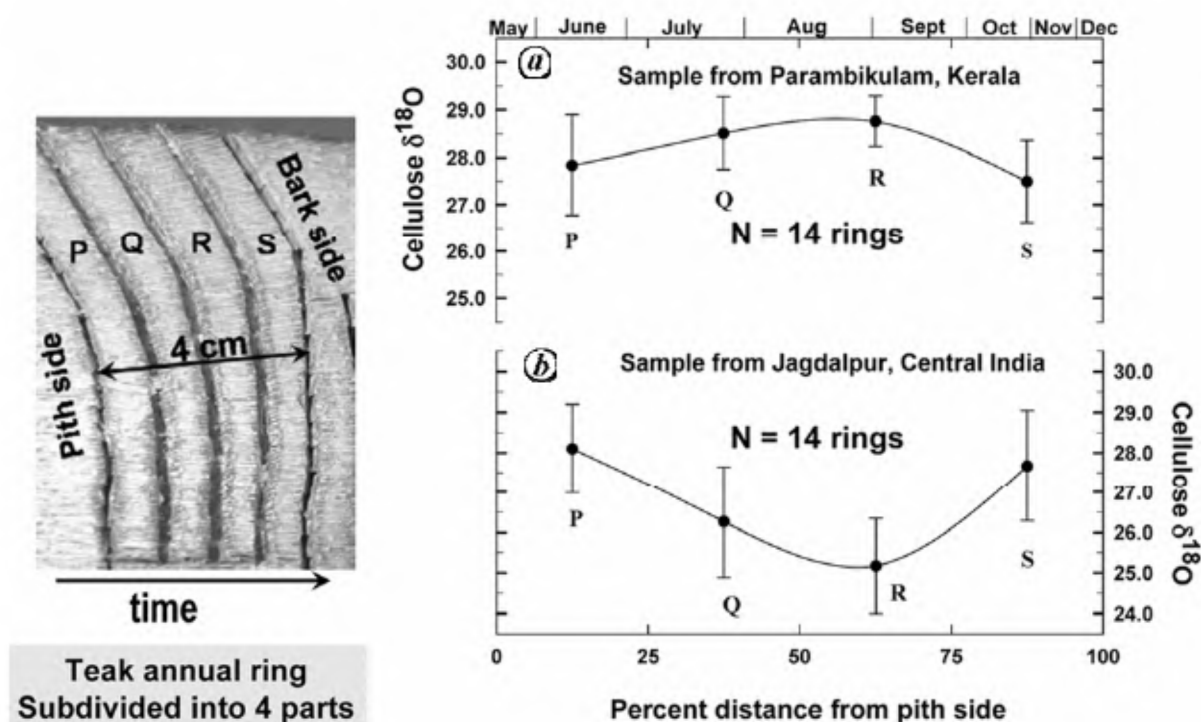 P
Q
R
S
Bark side
Pith side
4 cm
time
Teak annual ring
Subdivided into 4 parts
May | June | July | Aug | Sept | Oct | Nov | Dec
a
Sample from Parambikulam, Kerala
Cellulose δ¹⁸O
30.0
29.0
28.0
27.0
26.0
25.0
P
Q
R
S
N = 14 rings
b
Sample from Jagdalpur, Central India
N = 14 rings
Cellulose δ¹⁸O
30.0
29.0
28.0
27.0
26.0
25.0
24.0
P
Q
R
S
0 25 50 75 100
Percent distance from pith side